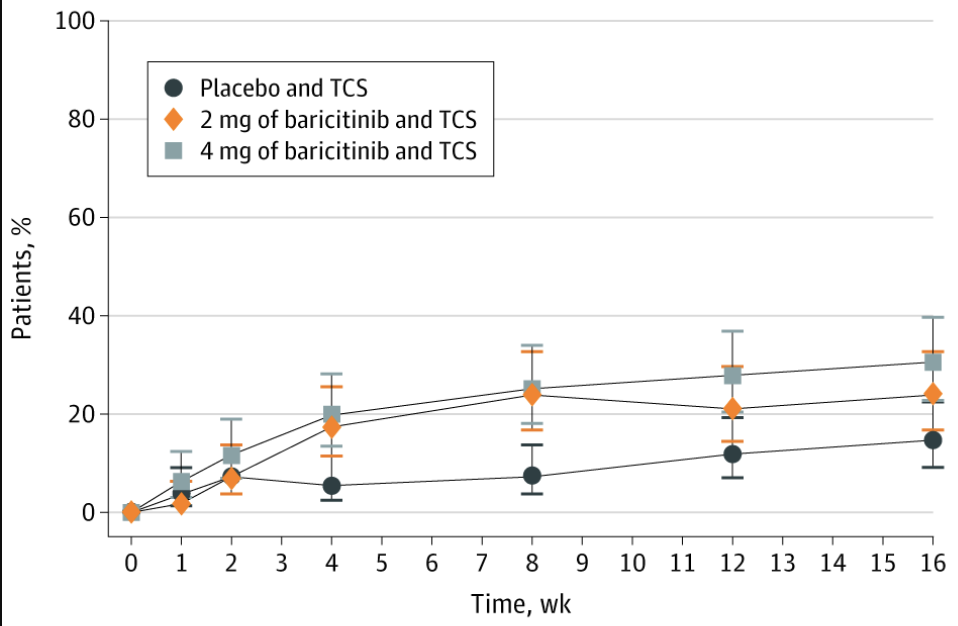 100
80
60
40
20
0
Patients, %
Placebo and TCS
2 mg of baricitinib and TCS
4 mg of baricitinib and TCS
0 1 2 3 4 5 6 7 8 9 10 11 12 13 14 15 16
Time, wk